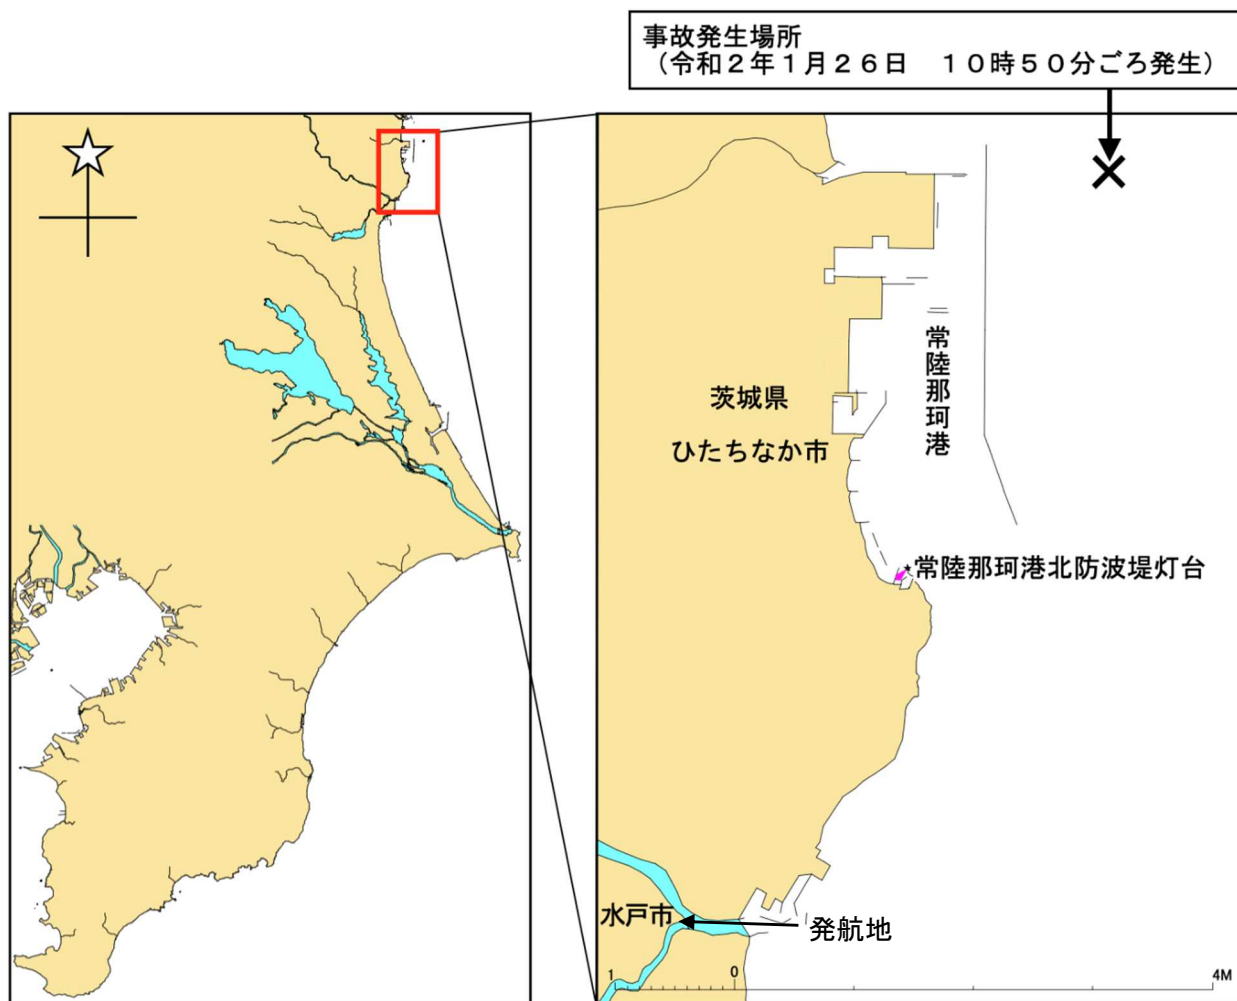 事故発生場所
（令和２年１月２６日　１０時５０分ごろ発生）
常陸那珂港
茨城県
ひたちなか市
常陸那珂港北防波堤灯台
水戸市
発航地
1 0 4M